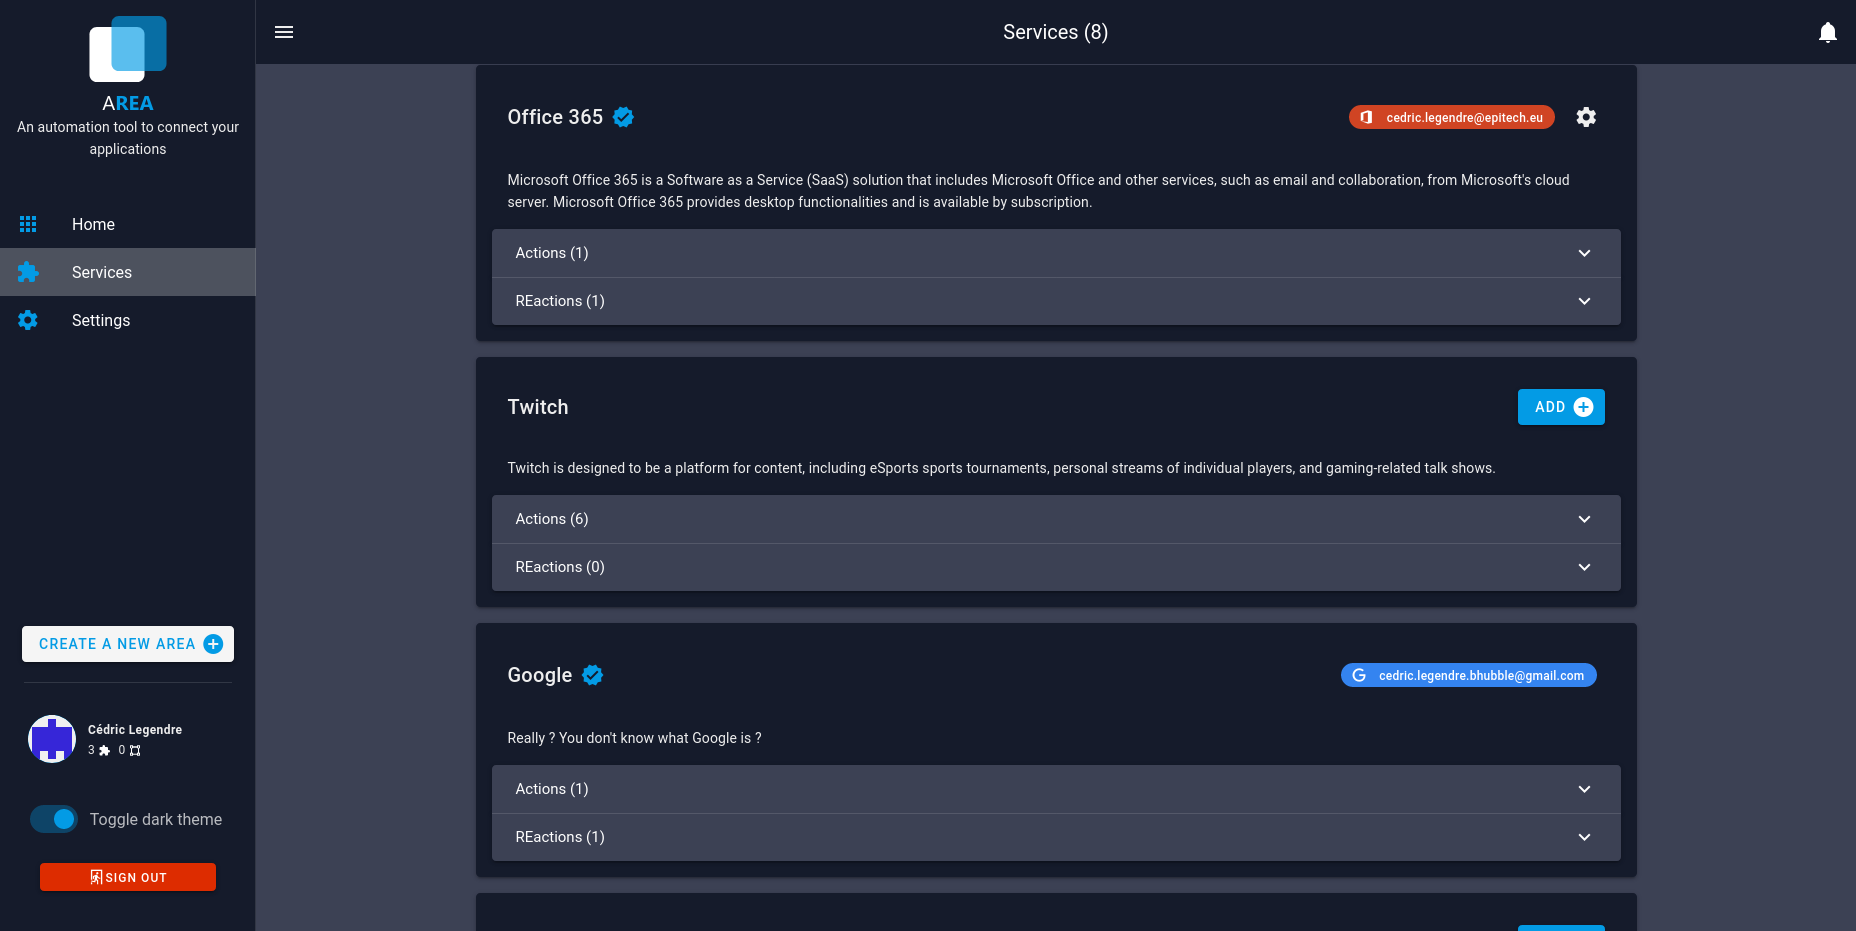 AREA
An automation tool to connect your
applications
Home
Services
Settings
CREATE A NEW AREA
Cédric Legendre
3 0
Toggle dark theme
SIGN OUT
Services (8)
Office 365
cedric.legendre@epitech.eu
Microsoft Office 365 is a Software as a Service (SaaS) solution that includes Microsoft Office and other services, such as email and collaboration, from Microsoft's cloud
server. Microsoft Office 365 provides desktop functionalities and is available by subscription.
Actions (1)
REactions (1)
Twitch
ADD
Twitch is designed to be a platform for content, including eSports sports tournaments, personal streams of individual players, and gaming-related talk shows.
Actions (6)
REactions (0)
Google
G cedric.legendre.bhubble@gmail.com
Really ? You don't know what Google is ?
Actions (1)
REactions (1)